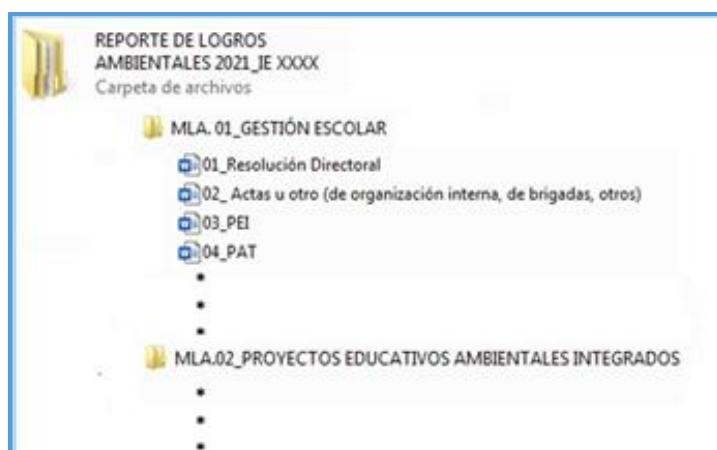 REPORTE DE LOGROS
AMBIENTALES 2021_IE XXXX
Carpeta de archivos
MLA. 01_GESTIÓN ESCOLAR
01_Resolución Directoral
02_ Actas u otro (de organización interna, de brigadas, otros)
03_PEI
04_PAT
MLA.02_PROYECTOS EDUCATIVOS AMBIENTALES INTEGRADOS